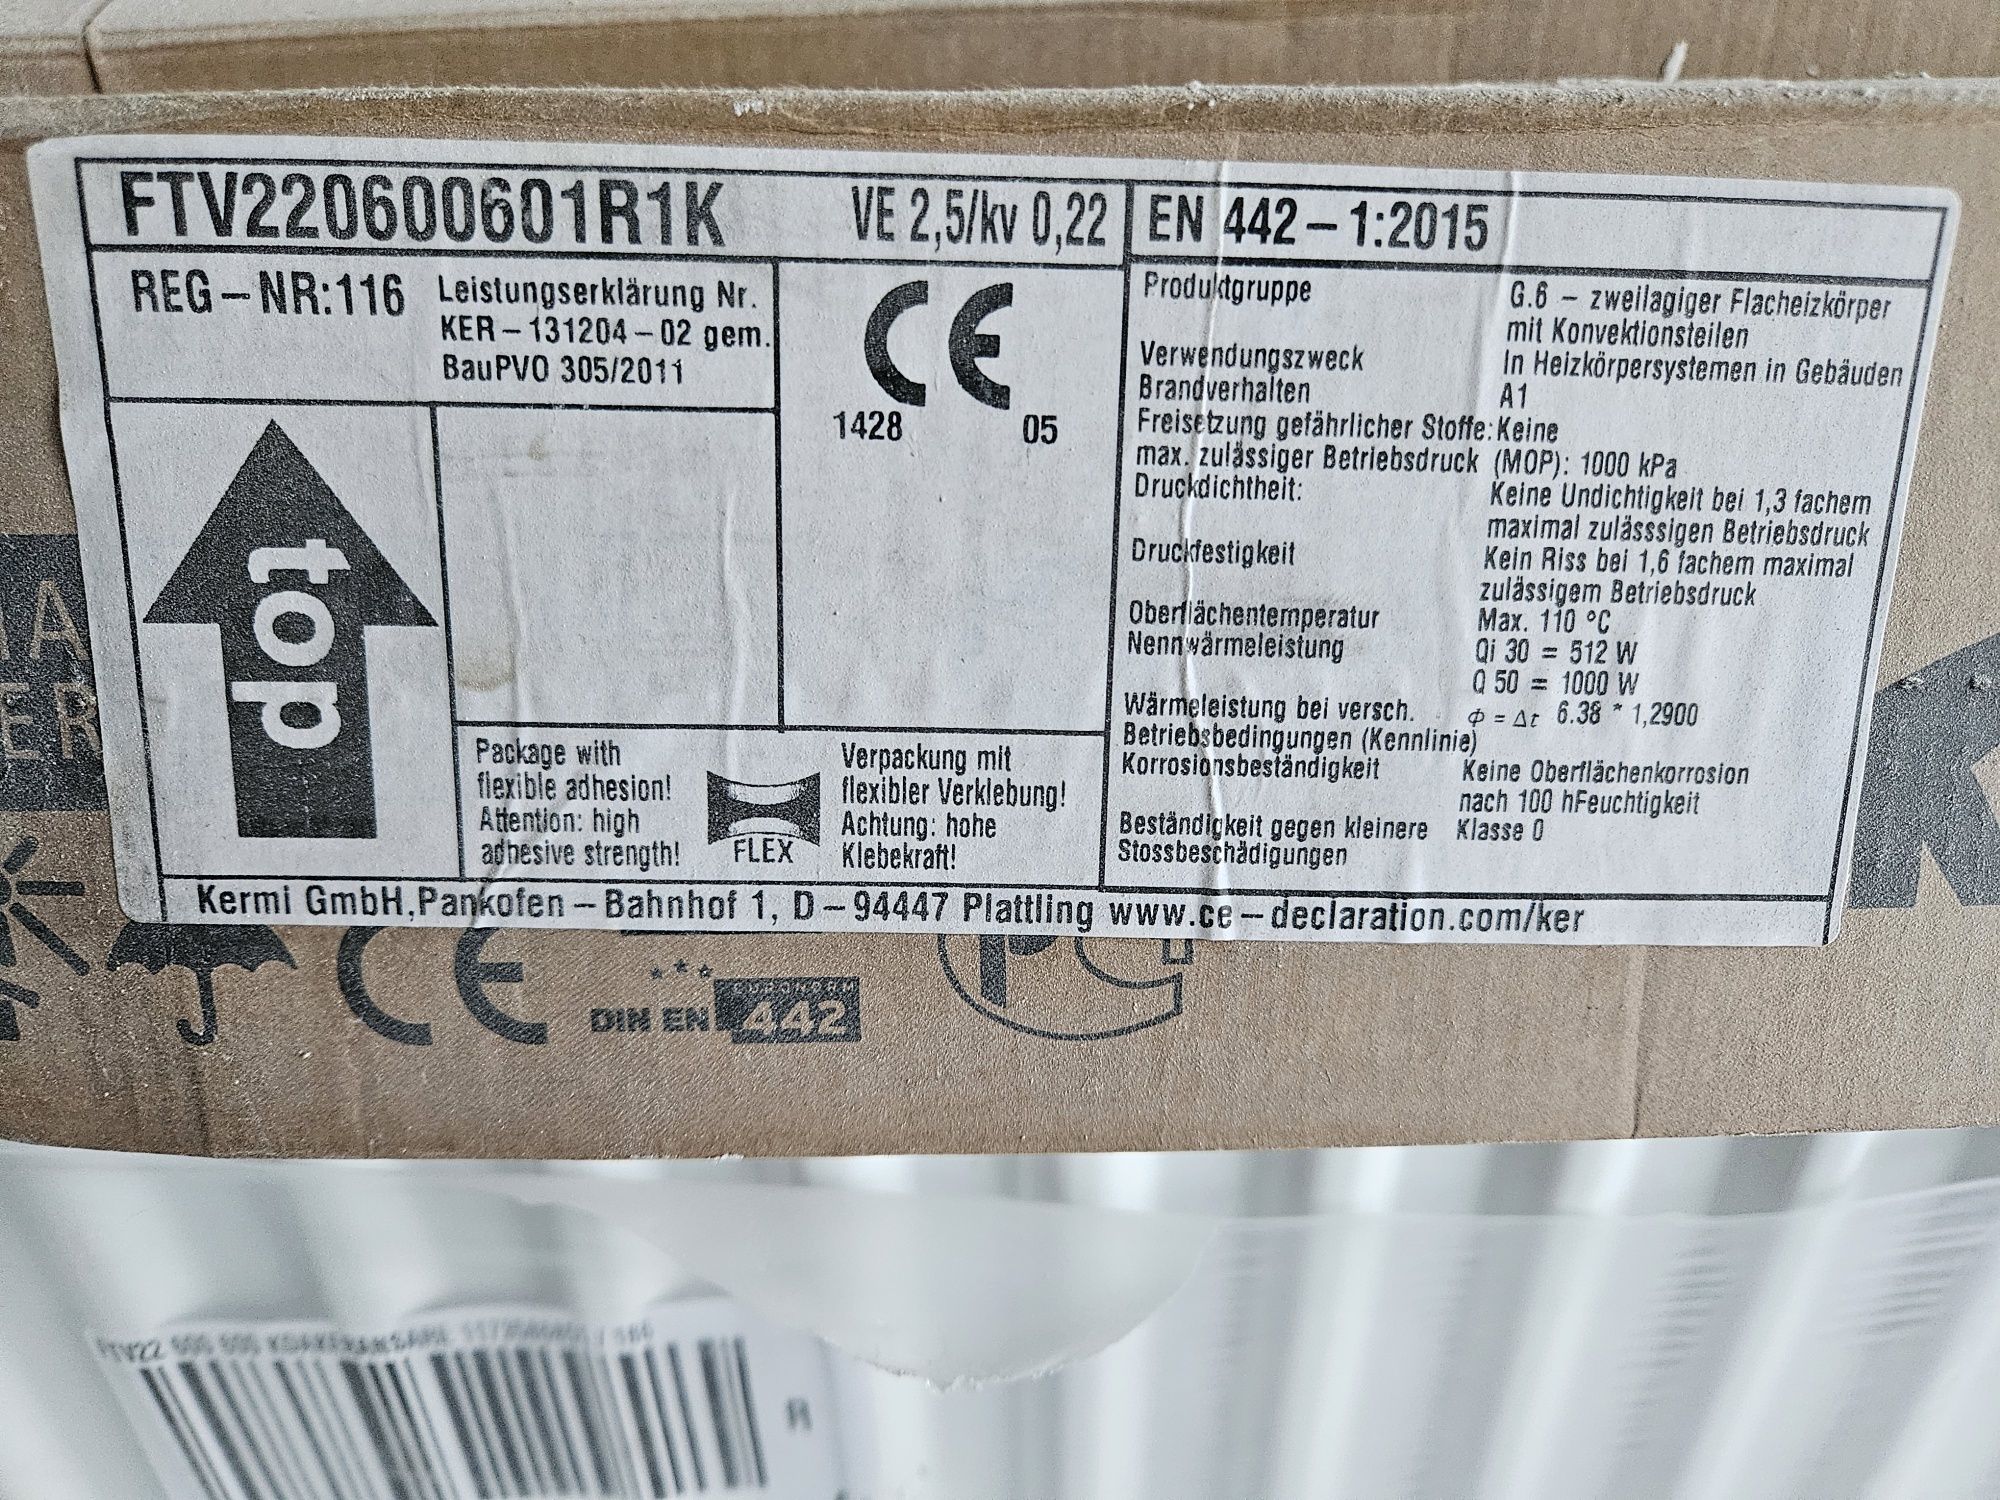 FTV220600601R1K VE 2,5/kv 0,22
REG-NR:116
Leistungserklärung Nr.
KER-131204-02 gem.
BauPVO 305/2011
CE
1428 05
top
Package with
flexible adhesion!
Attention: high
adhesive strength!
FLEX
Verpackung mit
flexibler Verklebung!
Achtung: hohe
Klebekraft!
EN 442-1:2015
Produktgruppe G.6 - zweilagiger Flacheizkörper
mit Konvektionsteilen
Verwendungszweck In Heizkörpersystemen in Gebäuden
Brandverhalten A1
Freisetzung gefährlicher Stoffe: Keine
max. zulässiger Betriebsdruck (MOP): 1000 kPa
Druckdichtheit: Keine Undichtigkeit bei 1,3 fachem
maximal zulässsigen Betriebsdruck
Druckfestigkeit Kein Riss bei 1,6 fachem maximal
zulässigem Betriebsdruck
Oberflächentemperatur Max. 110 °C
Nennwärmeleistung Qi 30 = 512 W
Q 50 = 1000 W
Wärmeleistung bei versch. Φ = Δt 6.38 * 1,2900
Betriebsbedingungen (Kennlinie)
Korrosionsbeständigkeit Keine Oberflächenkorrosion
nach 100 hFeuchtigkeit
Beständigkeit gegen kleinere Klasse 0
Stossbeschädigungen
Kermi GmbH,Pankofen-Bahnhof 1, D-94447 Plattling www.ce-declaration.com/ker
CE
DIN EN 442
EURONORM
FTV22
R